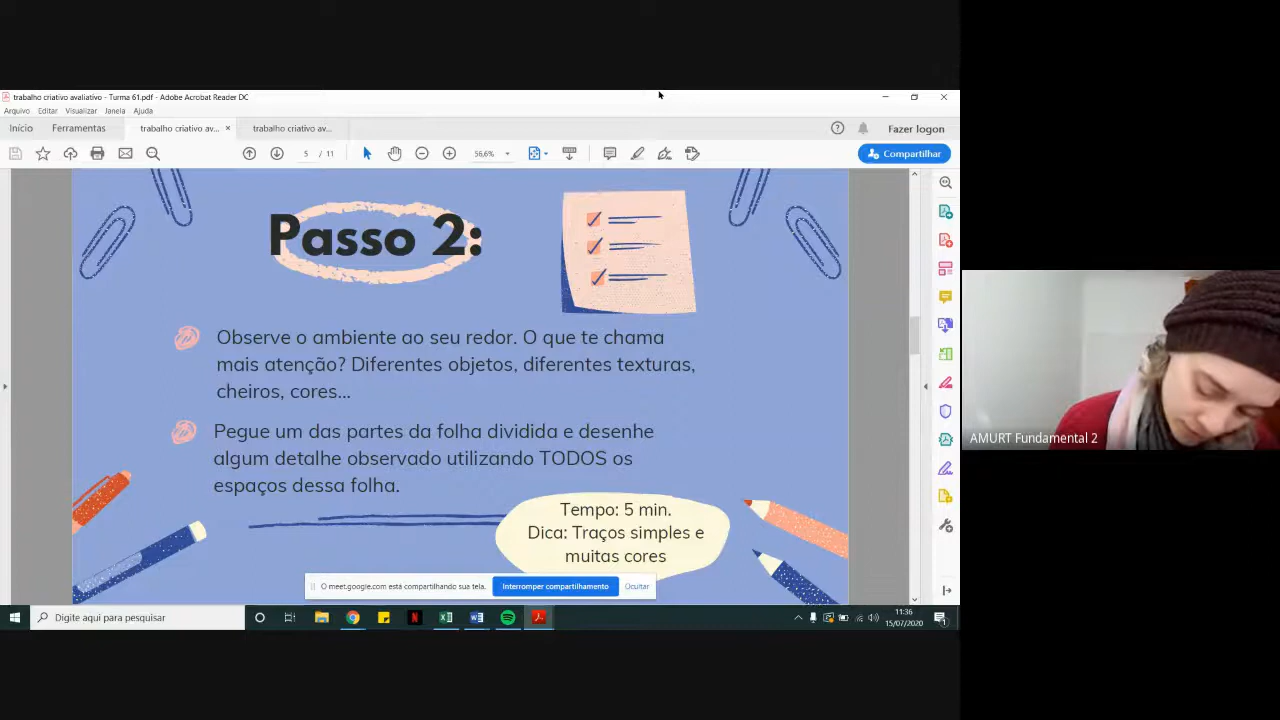 trabalho criativo avaliativo - Turma 61.pdf - Adobe Acrobat Reader DC
Arquivo Editar Visualizar Janela Ajuda
Início Ferramentas trabalho criativo av... × trabalho criativo av... Fazer logon
5 / 11 56,6% Compartilhar
Passo 2:
Observe o ambiente ao seu redor. O que te chama
mais atenção? Diferentes objetos, diferentes texturas,
cheiros, cores...
Pegue um das partes da folha dividida e desenhe
algum detalhe observado utilizando TODOS os
espaços dessa folha.
Tempo: 5 min.
Dica: Traços simples e
muitas cores
O meet.google.com está compartilhando sua tela. Interromper compartilhamento Ocultar
Digite aqui para pesquisar
11:36
15/07/2020
AMURT Fundamental 2